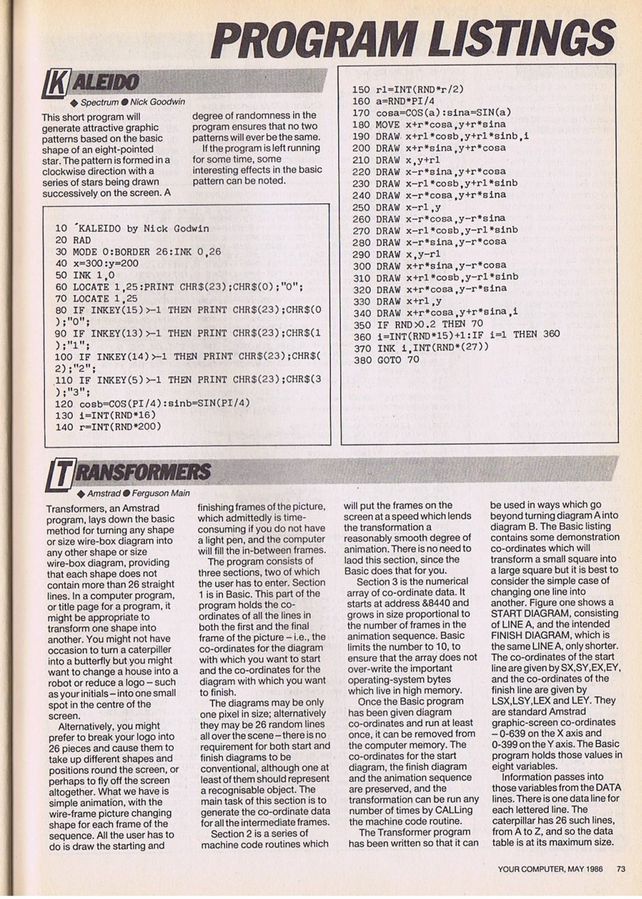 PROGRAM LISTINGS
KALEIDO
◆ Spectrum ● Nick Goodwin
This short program will
generate attractive graphic
patterns based on the basic
shape of an eight-pointed
star. The pattern is formed in a
clockwise direction with a
series of stars being drawn
successively on the screen. A
degree of randomness in the
program ensures that no two
patterns will ever be the same.
If the program is left running
for some time, some
interesting effects in the basic
pattern can be noted.
10 ´KALEIDO by Nick Godwin
20 RAD
30 MODE 0:BORDER 26:INK 0,26
40 x=300:y=200
50 INK 1,0
60 LOCATE 1,25:PRINT CHR$(23);CHR$(0);"0";
70 LOCATE 1,25
80 IF INKEY(15)>-1 THEN PRINT CHR$(23);CHR$(0
);"0";
90 IF INKEY(13)>-1 THEN PRINT CHR$(23);CHR$(1
);"1";
100 IF INKEY(14)>-1 THEN PRINT CHR$(23);CHR$(
2);"2";
110 IF INKEY(5)>-1 THEN PRINT CHR$(23);CHR$(3
);"3";
120 cosb=COS(PI/4):sinb=SIN(PI/4)
130 i=INT(RND*16)
140 r=INT(RND*200)
150 rl=INT(RND*r/2)
160 a=RND*PI/4
170 cosa=COS(a):sina=SIN(a)
180 MOVE x+r*cosa,y+r*sina
190 DRAW x+rl*cosb,y+rl*sinb,i
200 DRAW x+r*sina,y+r*cosa
210 DRAW x,y+rl
220 DRAW x-r*sina,y+r*cosa
230 DRAW x-rl*cosb,y+rl*sinb
240 DRAW x-r*cosa,y+r*sina
250 DRAW x-rl,y
260 DRAW x-r*cosa,y-r*sina
270 DRAW x-rl*cosb,y-rl*sinb
280 DRAW x-r*sina,y-r*cosa
290 DRAW x,y-rl
300 DRAW x+r*sina,y-r*cosa
310 DRAW x+rl*cosb,y-rl*sinb
320 DRAW x+r*cosa,y-r*sina
330 DRAW x+rl,y
340 DRAW x+r*cosa,y+r*sina,i
350 IF RND>0.2 THEN 70
360 i=INT(RND*15)+1:IF i=1 THEN 360
370 INK i,INT(RND*(27))
380 GOTO 70
TRANSFORMERS
◆ Amstrad ● Ferguson Main
Transformers, an Amstrad
program, lays down the basic
method for turning any shape
or size wire-box diagram into
any other shape or size
wire-box diagram, providing
that each shape does not
contain more than 26 straight
lines. In a computer program,
or title page for a program, it
might be appropriate to
transform one shape into
another. You might not have
occasion to turn a caterpiller
into a butterfly but you might
want to change a house into a
robot or reduce a logo – such
as your initials – into one small
spot in the centre of the
screen.
Alternatively, you might
prefer to break your logo into
26 pieces and cause them to
take up different shapes and
positions round the screen, or
perhaps to fly off the screen
altogether. What we have is
simple animation, with the
wire-frame picture changing
shape for each frame of the
sequence. All the user has to
do is draw the starting and
finishing frames of the picture,
which admittedly is time-
consuming if you do not have
a light pen, and the computer
will fill the in-between frames.
The program consists of
three sections, two of which
the user has to enter. Section
1 is in Basic. This part of the
program holds the co-
ordinates of all the lines in
both the first and the final
frame of the picture – i.e., the
co-ordinates for the diagram
with which you want to start
and the co-ordinates for the
diagram with which you want
to finish.
The diagrams may be only
one pixel in size; alternatively
they may be 26 random lines
all over the scene – there is no
requirement for both start and
finish diagrams to be
conventional, although one at
least of them should represent
a recognisable object. The
main task of this section is to
generate the co-ordinate data
for all the intermediate frames.
Section 2 is a series of
machine code routines which
will put the frames on the
screen at a speed which lends
the transformation a
reasonably smooth degree of
animation. There is no need to
laod this section, since the
Basic does that for you.
Section 3 is the numerical
array of co-ordinate data. It
starts at address &8440 and
grows in size proportional to
the number of frames in the
animation sequence. Basic
limits the number to 10, to
ensure that the array does not
over-write the important
operating-system bytes
which live in high memory.
Once the Basic program
has been given diagram
co-ordinates and run at least
once, it can be removed from
the computer memory. The
co-ordinates for the start
diagram, the finish diagram
and the animation sequence
are preserved, and the
transformation can be run any
number of times by CALLing
the machine code routine.
The Transformer program
has been written so that it can
be used in ways which go
beyond turning diagram A into
diagram B. The Basic listing
contains some demonstration
co-ordinates which will
transform a small square into
a large square but it is best to
consider the simple case of
changing one line into
another. Figure one shows a
START DIAGRAM, consisting
of LINE A, and the intended
FINISH DIAGRAM, which is
the same LINE A, only shorter.
The co-ordinates of the start
line are given by SX,SY,EX,EY,
and the co-ordinates of the
finish line are given by
LSX,LSY,LEX and LEY. They
are standard Amstrad
graphic-screen co-ordinates
– 0-639 on the X axis and
0-399 on the Y axis. The Basic
program holds those values in
eight variables.
Information passes into
those variables from the DATA
lines. There is one data line for
each lettered line. The
caterpillar has 26 such lines,
from A to Z, and so the data
table is at its maximum size.
YOUR COMPUTER, MAY 1986 73